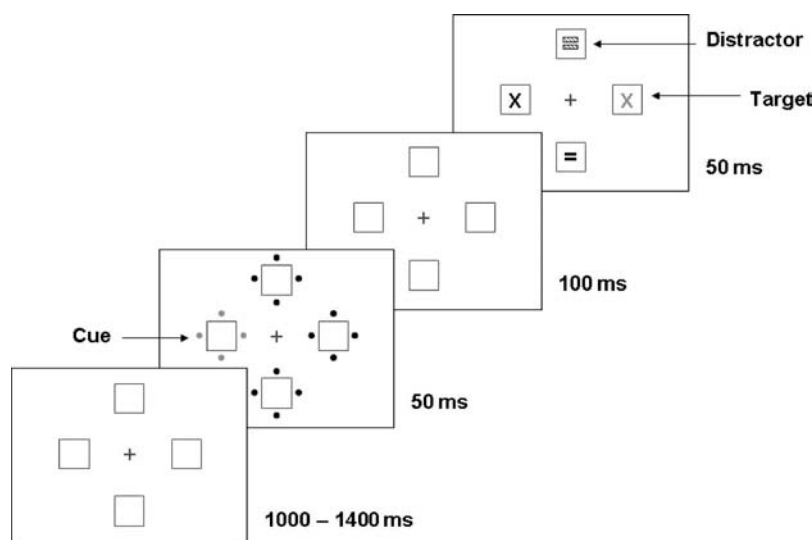 Distractor
X
+
X
Target
=
50 ms
+
100 ms
Cue
+
50 ms
+
1000 – 1400 ms